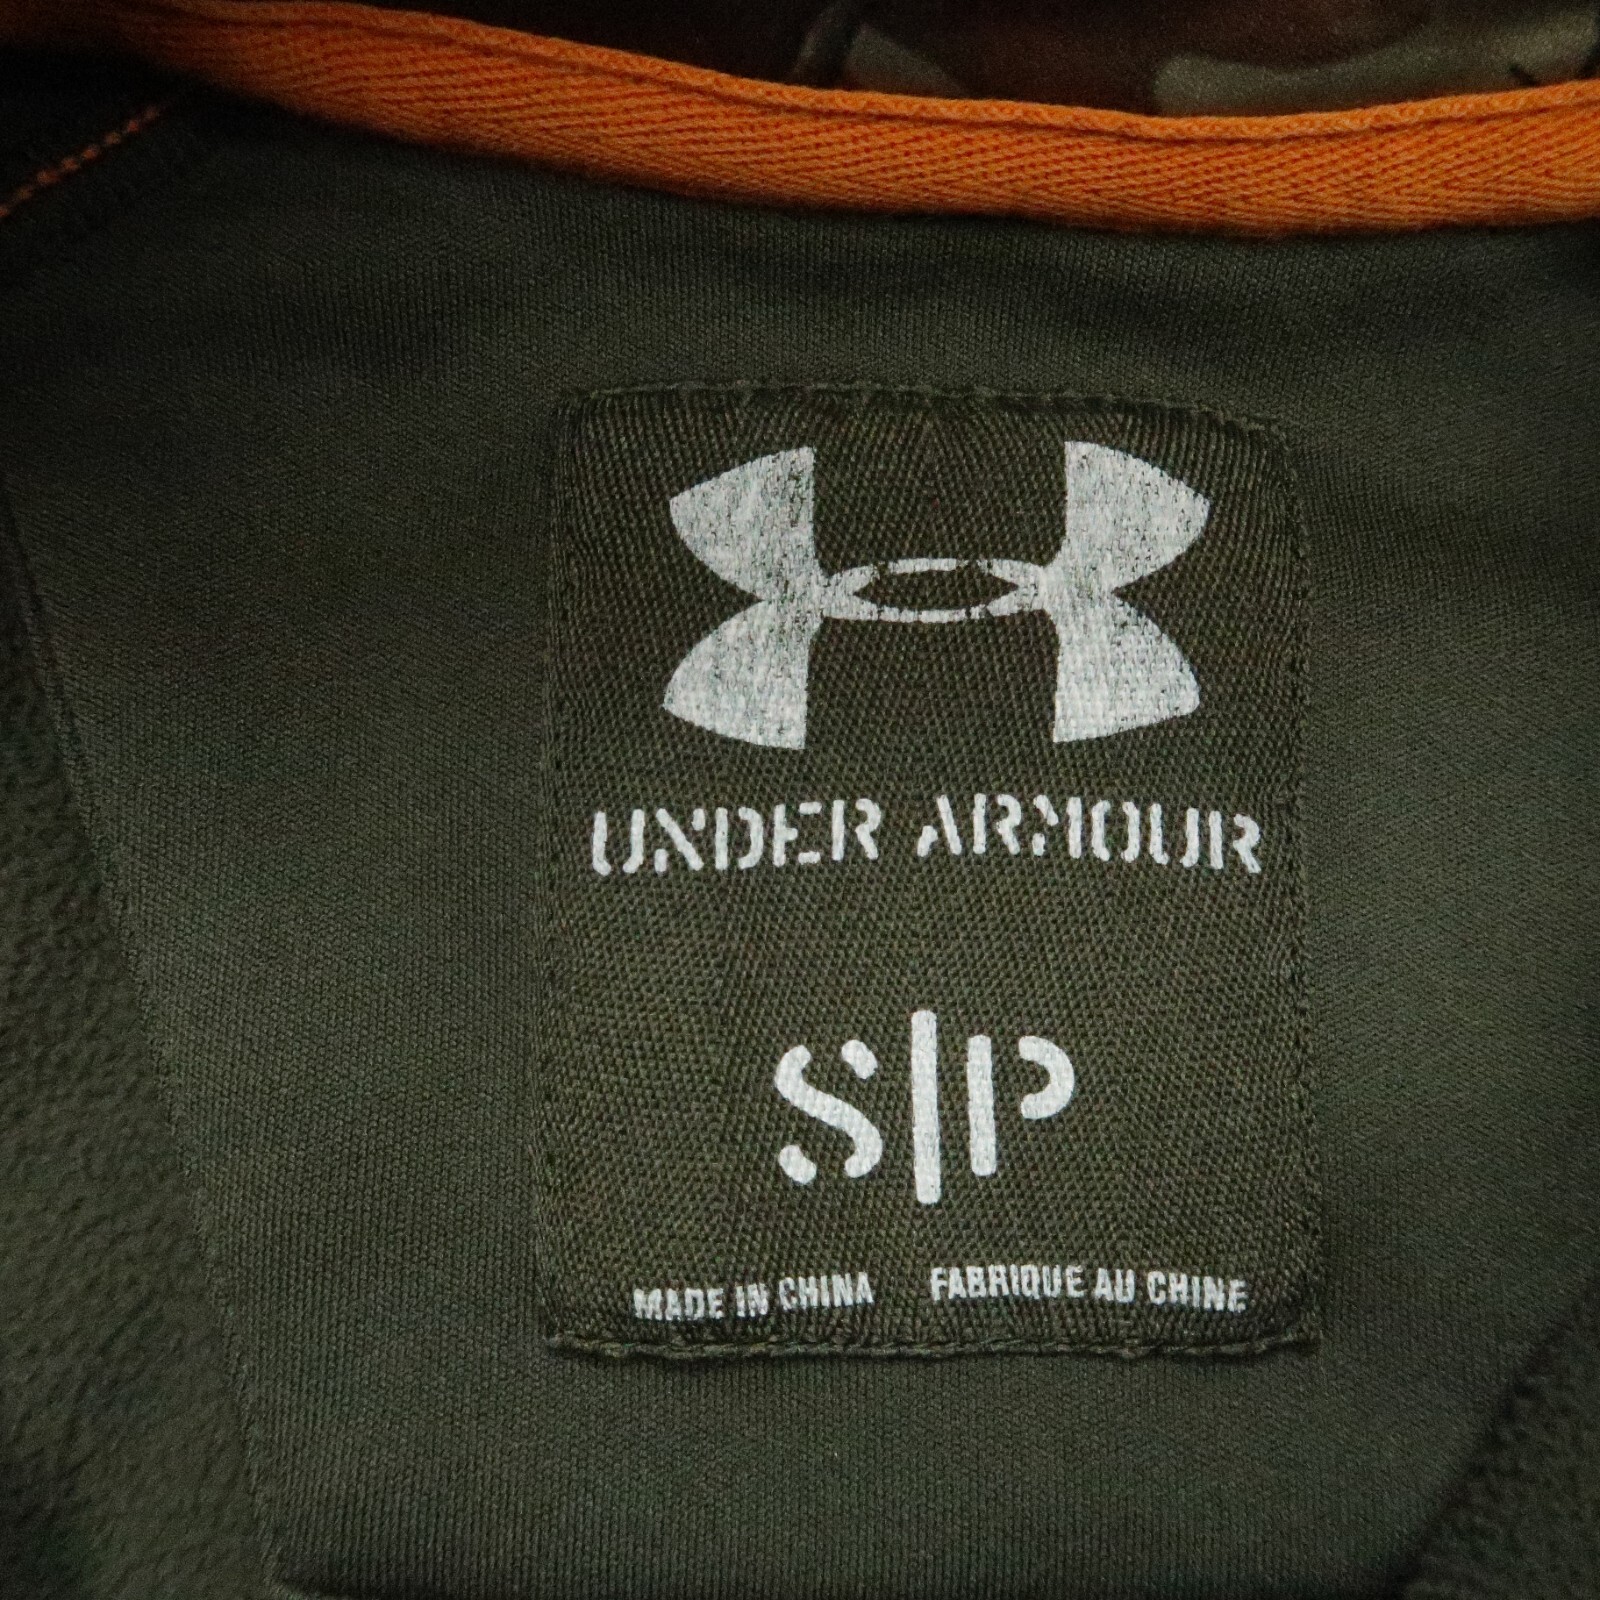 UNDER ARMOUR
S|P
MADE IN CHINA FABRIQUE AU CHINE